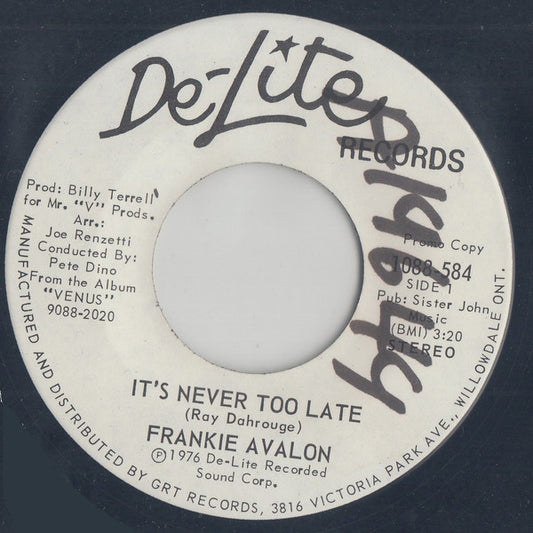 De-Lite
RECORDS
P19644
Prod: Billy Terrell
for Mr. "V" Prods.
Arr.:
Joe Renzetti
Conducted By:
Pete Dino
From the Album
"VENUS"
9088-2020
Promo Copy
1088-584
SIDE 1
Pub: Sister John
Music
(BMI) 3:20
STEREO
IT'S NEVER TOO LATE
(Ray Dahrouge)
FRANKIE AVALON
Ⓟ1976 De-Lite Recorded
Sound Corp.
MANUFACTURED AND DISTRIBUTED BY GRT RECORDS, 3816 VICTORIA PARK AVE., WILLOWDALE ONT.